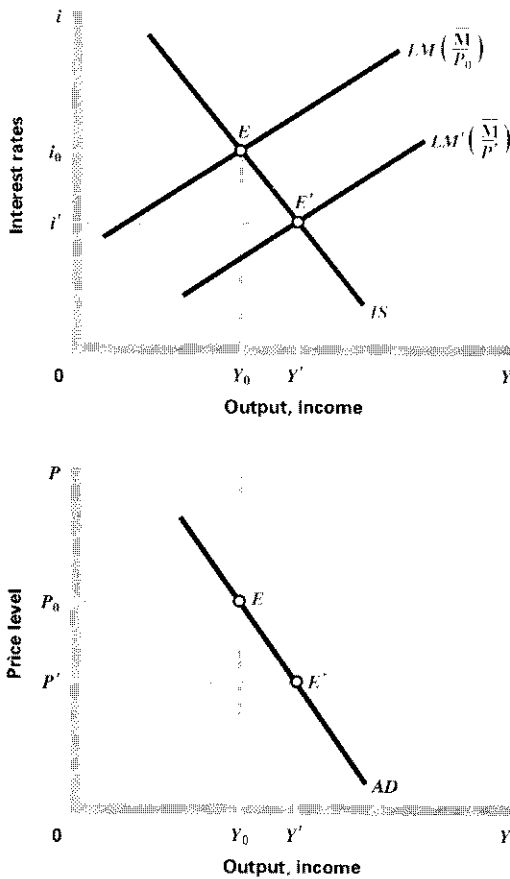 i
LM ( M̅ / P₀ )
E
i₀
LM' ( M̅ / P' )
Interest rates
i'
E'
IS
0
Y₀
Y'
Y
Output, income
P
P₀
E
Price level
P'
E'
AD
0
Y₀
Y'
Y
Output, income